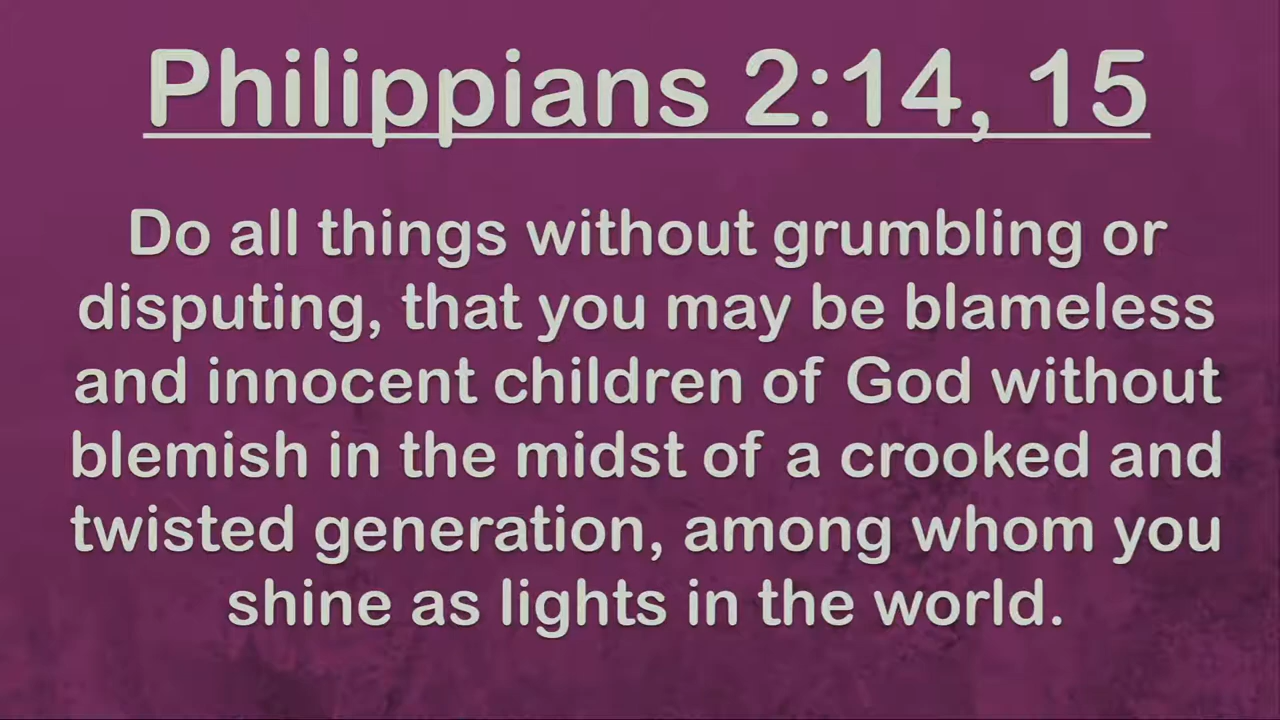 Philippians 2:14, 15
Do all things without grumbling or
disputing, that you may be blameless
and innocent children of God without
blemish in the midst of a crooked and
twisted generation, among whom you
shine as lights in the world.